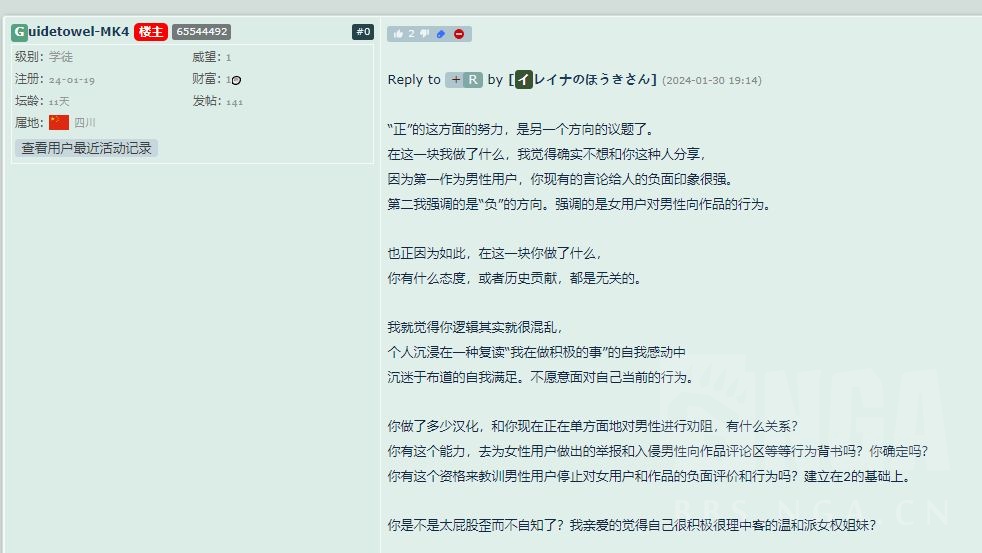 Guidetowel-MK4 楼主 65544492 #0
级别: 学徒 威望: 1
注册: 24-01-19 财富: 1
坛龄: 11天 发帖: 141
属地: 四川
查看用户最近活动记录
2
Reply to + R by [イレイナのほうきさん] (2024-01-30 19:14)
“正”的这方面的努力，是另一个方向的议题了。
在这一块我做了什么，我觉得确实不想和你这种人分享，
因为第一作为男性用户，你现有的言论给人的负面印象很强。
第二我强调的是“负”的方向。强调的是女用户对男性向作品的行为。
也正因为如此，在这一块你做了什么，
你有什么态度，或者历史贡献，都是无关的。
我就觉得你逻辑其实就很混乱，
个人沉浸在一种复读“我在做积极的事”的自我感动中
沉迷于布道的自我满足。不愿意面对自己当前的行为。
你做了多少汉化，和你现在正在单方面地对男性进行劝阻，有什么关系？
你有这个能力，去为女性用户做出的举报和入侵男性向作品评论区等等行为背书吗？你确定吗？
你有这个资格来教训男性用户停止对女用户和作品的负面评价和行为吗？建立在2的基础上。
你是不是太屁股歪而不自知了？我亲爱的觉得自己很积极很理中客的温和派女权姐妹？
NGA
BBS.NGA.CN